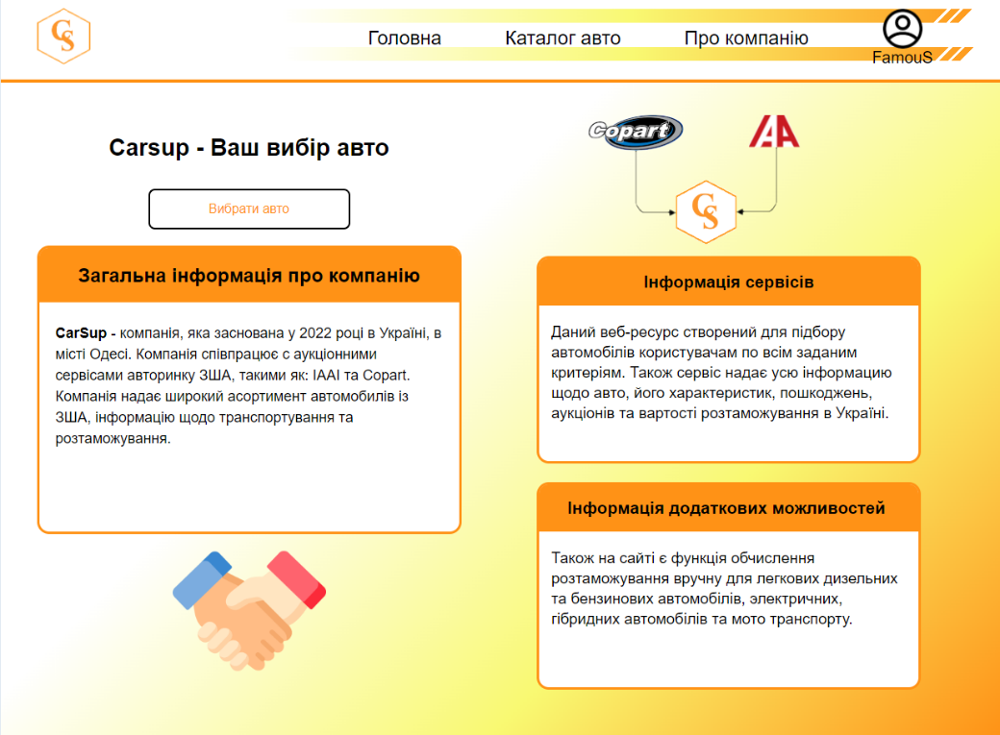 CS
Головна
Каталог авто
Про компанію
FamouS
Carsup - Ваш вибір авто
Вибрати авто
Copart
IAA
CS
Загальна інформація про компанію
CarSup - компанія, яка заснована у 2022 році в Україні, в
місті Одесі. Компанія співпрацює с аукціонними
сервісами авторинку ЗША, такими як: IAAI та Copart.
Компанія надає широкий асортимент автомобилів із
ЗША, інформацію щодо транспортування та
розтаможування.
Інформація сервісів
Даний веб-ресурс створений для підбору
автомобілів користувачам по всім заданим
критеріям. Також сервіс надає усю інформацію
щодо авто, його характеристик, пошкоджень,
аукціонів та вартості розтаможування в Україні.
Інформація додаткових можливостей
Також на сайті є функція обчислення
розтаможування вручну для легкових дизельних
та бензинових автомобілів, электричних,
гібридних автомобілів та мото транспорту.